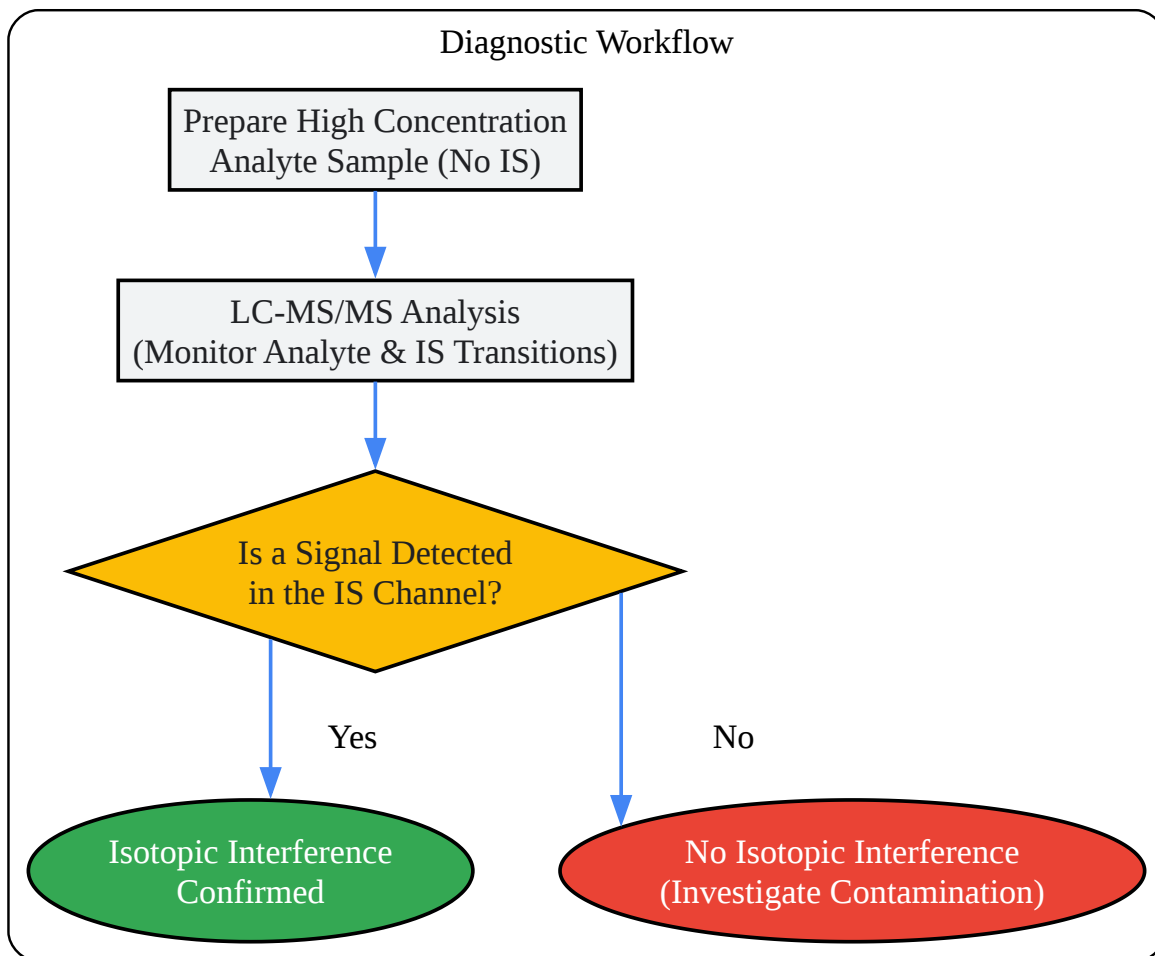 Diagnostic Workflow
Prepare High Concentration
Analyte Sample (No IS)
LC-MS/MS Analysis
(Monitor Analyte & IS Transitions)
Is a Signal Detected
in the IS Channel?
Yes
No
Isotopic Interference
Confirmed
No Isotopic Interference
(Investigate Contamination)